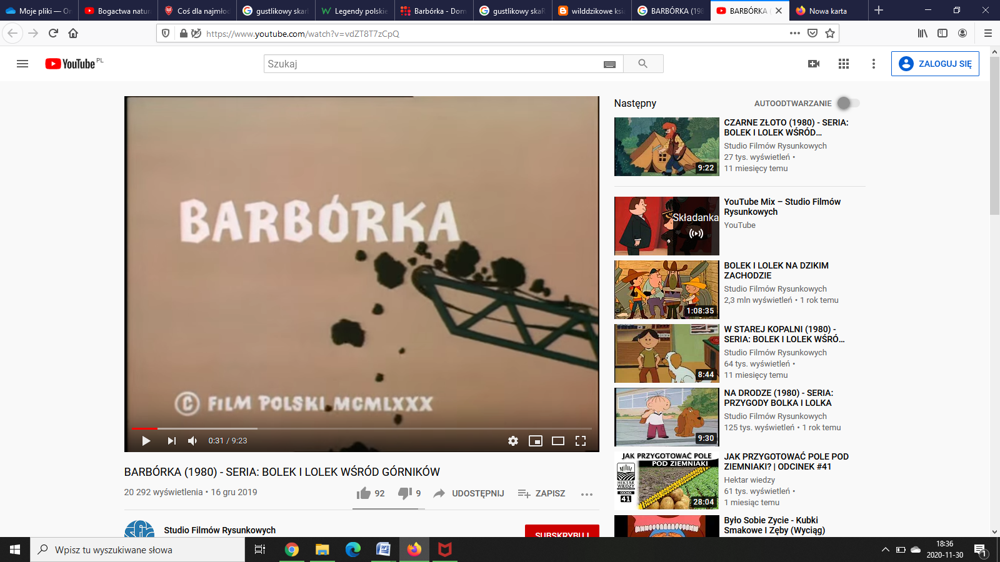 Moje pliki — On
Bogactwa natur
Coś dla najmłod
gustlikowy skarl
Legendy polskie
Barbórka - Dom
gustlikowy skaR
wilddzikowe ksią
BARBÓRKA (198
BARBÓRKA (
Nowa karta
https://www.youtube.com/watch?v=vdZT8T7zCpQ
YouTube PL
Szukaj
ZALOGUJ SIĘ
BARBÓRKA
© FILM POLSKI MCMLXXX
0:31 / 9:23
BARBÓRKA (1980) - SERIA: BOLEK I LOLEK WŚRÓD GÓRNIKÓW
20 292 wyświetlenia • 16 gru 2019
92
9
UDOSTĘPNIJ
ZAPISZ
Studio Filmów Rysunkowych
SUBSKRYBUJ
Następny
AUTOODTWARZANIE
9:22
CZARNE ZŁOTO (1980) - SERIA:
BOLEK I LOLEK WŚRÓD...
Studio Filmów Rysunkowych
27 tys. wyświetleń •
11 miesięcy temu
Składanka
YouTube Mix – Studio Filmów
Rysunkowych
YouTube
1:08:35
BOLEK I LOLEK NA DZIKIM
ZACHODZIE
Studio Filmów Rysunkowych
2,3 mln wyświetleń • 1 rok temu
8:44
W STAREJ KOPALNI (1980) -
SERIA: BOLEK I LOLEK WŚRÓ...
Studio Filmów Rysunkowych
64 tys. wyświetleń •
11 miesięcy temu
9:30
NA DRODZE (1980) - SERIA:
PRZYGODY BOLKA I LOLKA
Studio Filmów Rysunkowych
125 tys. wyświetleń • 1 rok temu
JAK PRZYGOTOWAĆ POLE
POD ZIEMNIAKI
HEKTAR
WIEDZY
ODCINEK
41
28:04
JAK PRZYGOTOWAĆ POLE POD
ZIEMNIAKI? | ODCINEK #41
Hektar wiedzy
61 tys. wyświetleń •
1 miesiąc temu
Było Sobie Zycie - Kubki
Smakowe I Zęby (Wyciąg)
Wpisz tu wyszukiwane słowa
18:36
2020-11-30
1